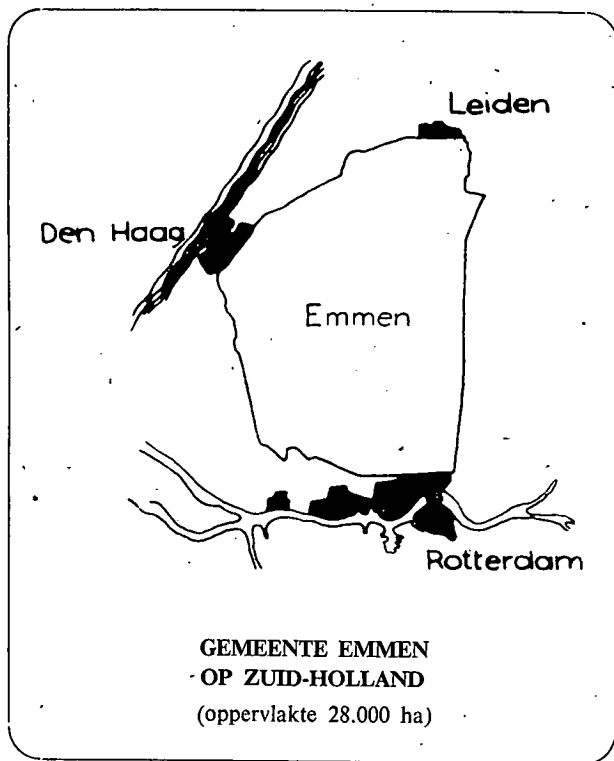 Leiden
Den Haag
Emmen
Rotterdam
GEMEENTE EMMEN
OP ZUID-HOLLAND
(oppervlakte 28.000 ha)